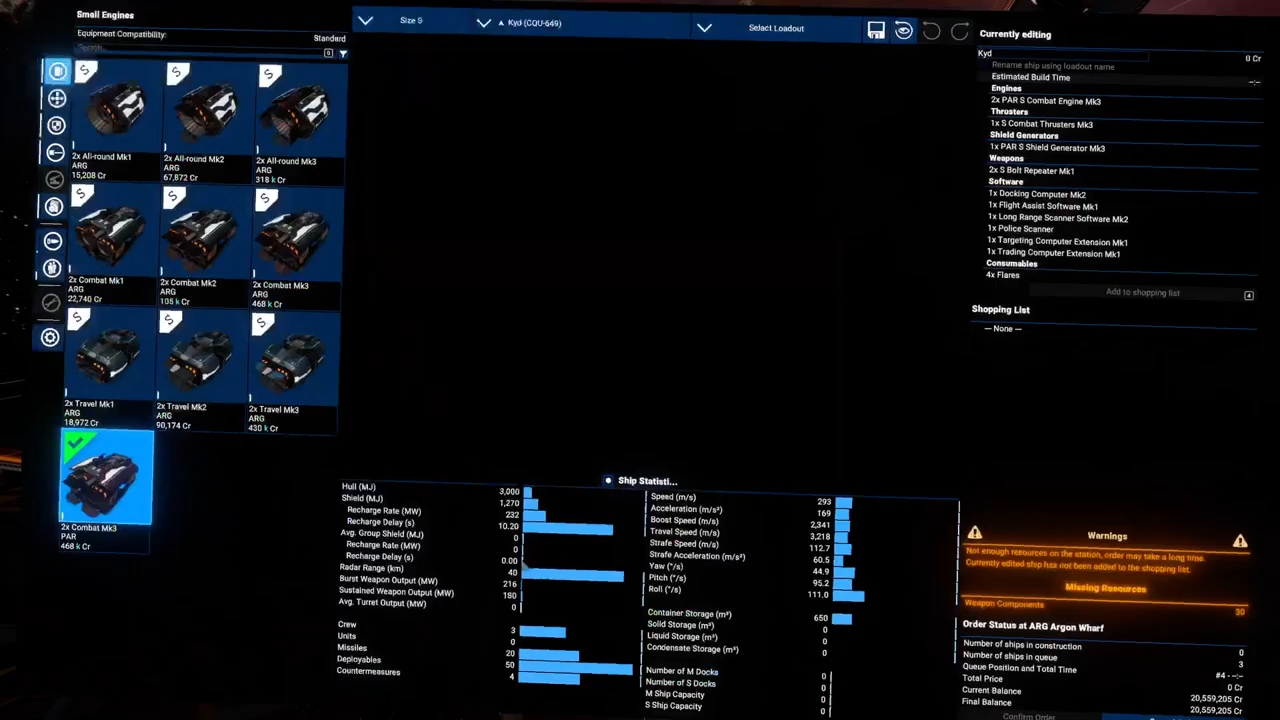 Small Engines
Equipment Compatibility:
Standard
Search...
S
S
S
2x All-round Mk1
ARG
15,208 Cr
2x All-round Mk2
ARG
67,872 Cr
2x All-round Mk3
ARG
318 k Cr
S
S
S
2x Combat Mk1
ARG
22,740 Cr
2x Combat Mk2
ARG
105 k Cr
2x Combat Mk3
ARG
468 k Cr
S
S
S
2x Travel Mk1
ARG
18,972 Cr
2x Travel Mk2
ARG
90,174 Cr
2x Travel Mk3
ARG
430 k Cr
2x Combat Mk3
PAR
468 k Cr
Size S
Kyd (CQU-649)
Select Loadout
Currently editing
Kyd
0 Cr
Rename ship using loadout name
Estimated Build Time
--:--
Engines
2x PAR S Combat Engine Mk3
Thrusters
1x S Combat Thrusters Mk3
Shield Generators
1x PAR S Shield Generator Mk3
Weapons
2x S Bolt Repeater Mk1
Software
1x Docking Computer Mk2
1x Flight Assist Software Mk1
1x Long Range Scanner Software Mk2
1x Police Scanner
1x Targeting Computer Extension Mk1
1x Trading Computer Extension Mk1
Consumables
4x Flares
Add to shopping list
Shopping List
— None —
Ship Statisti...
Hull (MJ) 3,000
Shield (MJ) 1,270
Recharge Rate (MW) 232
Recharge Delay (s) 10.20
Avg. Group Shield (MJ) 0
Recharge Rate (MW) 0
Recharge Delay (s) 0.00
Radar Range (km) 40
Burst Weapon Output (MW) 216
Sustained Weapon Output (MW) 180
Avg. Turret Output (MW) 0
Crew 3
Units 0
Missiles 20
Deployables 50
Countermeasures 4
Speed (m/s) 293
Acceleration (m/s²) 169
Boost Speed (m/s) 2,341
Travel Speed (m/s) 3,218
Strafe Speed (m/s) 112.7
Strafe Acceleration (m/s²) 60.5
Yaw (°/s) 44.9
Pitch (°/s) 95.2
Roll (°/s) 111.0
Container Storage (m³) 650
Solid Storage (m³) 0
Liquid Storage (m³) 0
Condensate Storage (m³) 0
Number of M Docks 0
Number of S Docks 0
M Ship Capacity 0
S Ship Capacity 0
Warnings
Not enough resources on the station, order may take a long time.
Currently edited ship has not been added to the shopping list.
Missing Resources
Weapon Components 30
Order Status at ARG Argon Wharf
Number of ships in construction 0
Number of ships in queue 3
Queue Position and Total Time #4 - --:--
Total Price 0 Cr
Current Balance 20,559,205 Cr
Final Balance 20,559,205 Cr
Confirm Order